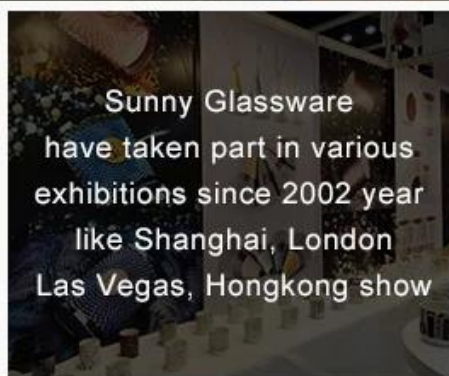 Sunny Glassware
have taken part in various
exhibitions since 2002 year
like Shanghai, London
Las Vegas, Hongkong show